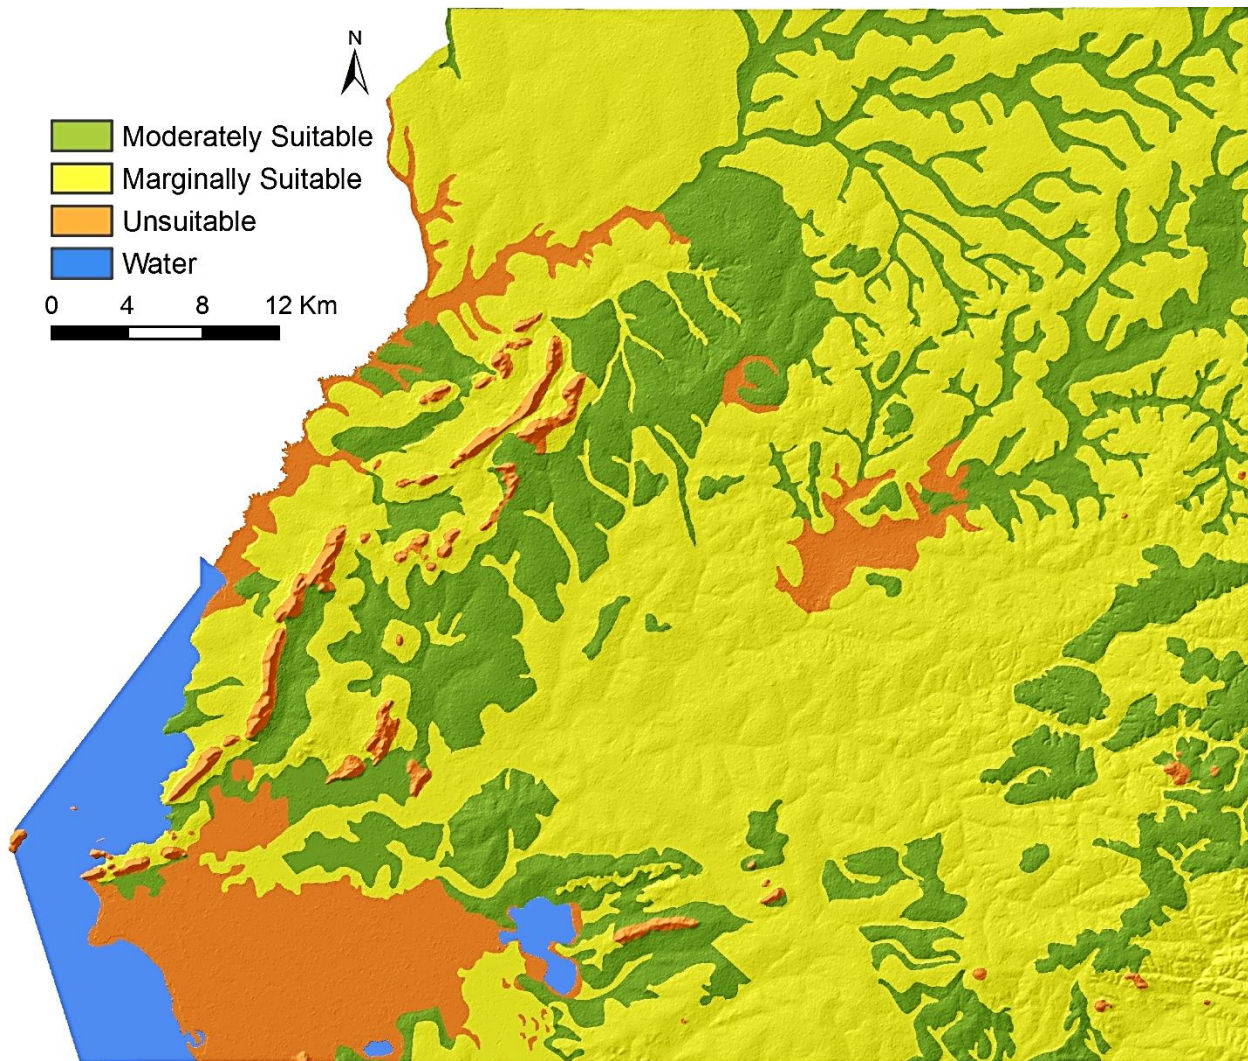 N
Moderately Suitable
Marginally Suitable
Unsuitable
Water
0 4 8 12 Km